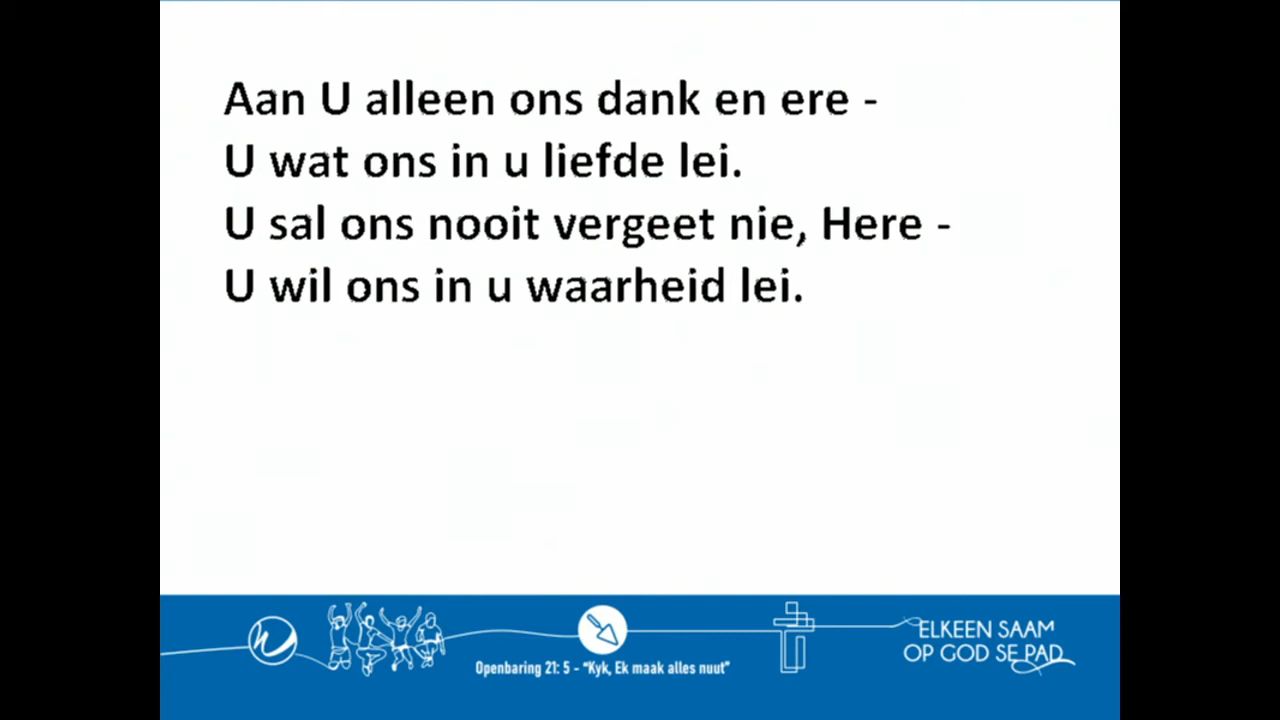 Aan U alleen ons dank en ere -
U wat ons in u liefde lei.
U sal ons nooit vergeet nie, Here -
U wil ons in u waarheid lei.
Openbaring 21: 5 - "Kyk, Ek maak alles nuut"
ELKEEN SAAM
OP GOD SE PAD